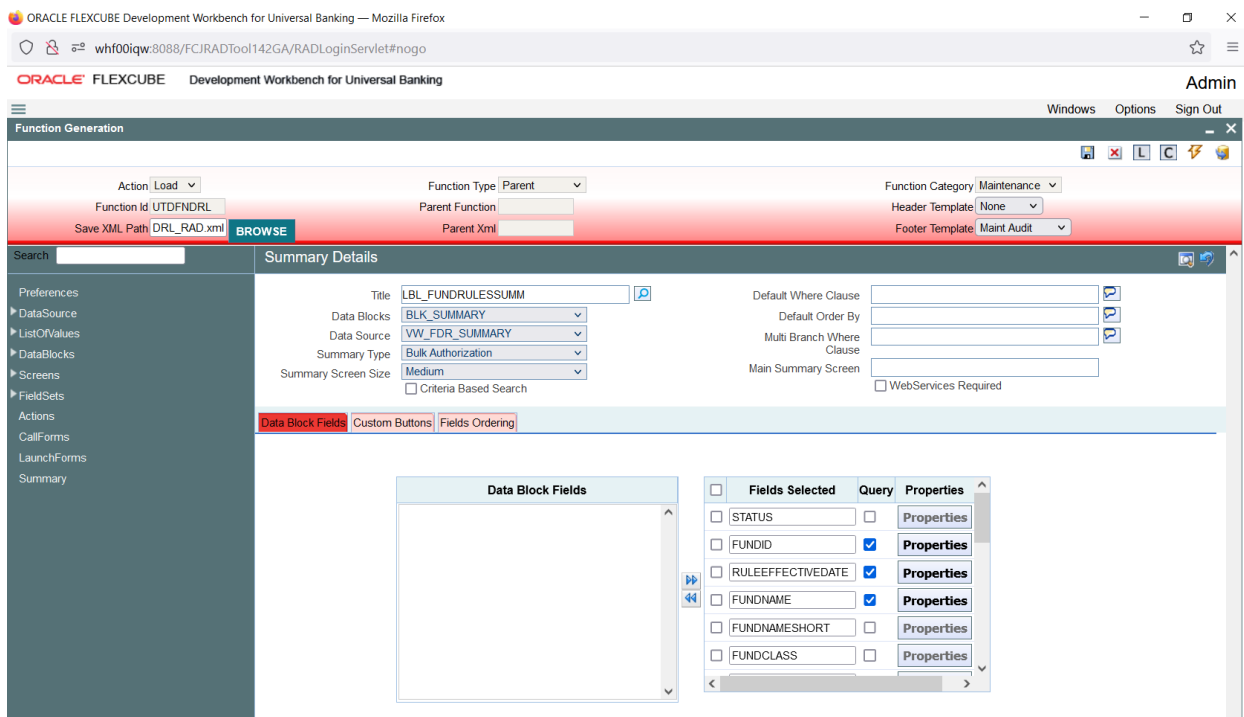 ORACLE FLEXCUBE Development Workbench for Universal Banking — Mozilla Firefox
whf00iqw:8088/FCJRADTool142GA/RADLoginServlet#nogo
ORACLE FLEXCUBE Development Workbench for Universal Banking Admin
Windows Options Sign Out
Function Generation
L C
Action Load Function Type Parent Function Category Maintenance
Function Id UTDFNDRL Parent Function Header Template None
Save XML Path DRL_RAD.xml BROWSE Parent Xml Footer Template Maint Audit
Search
Summary Details
Preferences
DataSource
ListOfValues
DataBlocks
Screens
FieldSets
Actions
CallForms
LaunchForms
Summary
Title LBL_FUNDRULESSUMM Default Where Clause
Data Blocks BLK_SUMMARY Default Order By
Data Source VW_FDR_SUMMARY Multi Branch Where
Clause
Summary Type Bulk Authorization
Summary Screen Size Medium Main Summary Screen
Criteria Based Search WebServices Required
Data Block Fields Custom Buttons Fields Ordering
Data Block Fields
Fields Selected Query Properties
STATUS Properties
FUNDID Properties
RULEEFFECTIVEDATE Properties
FUNDNAME Properties
FUNDNAMESHORT Properties
FUNDCLASS Properties